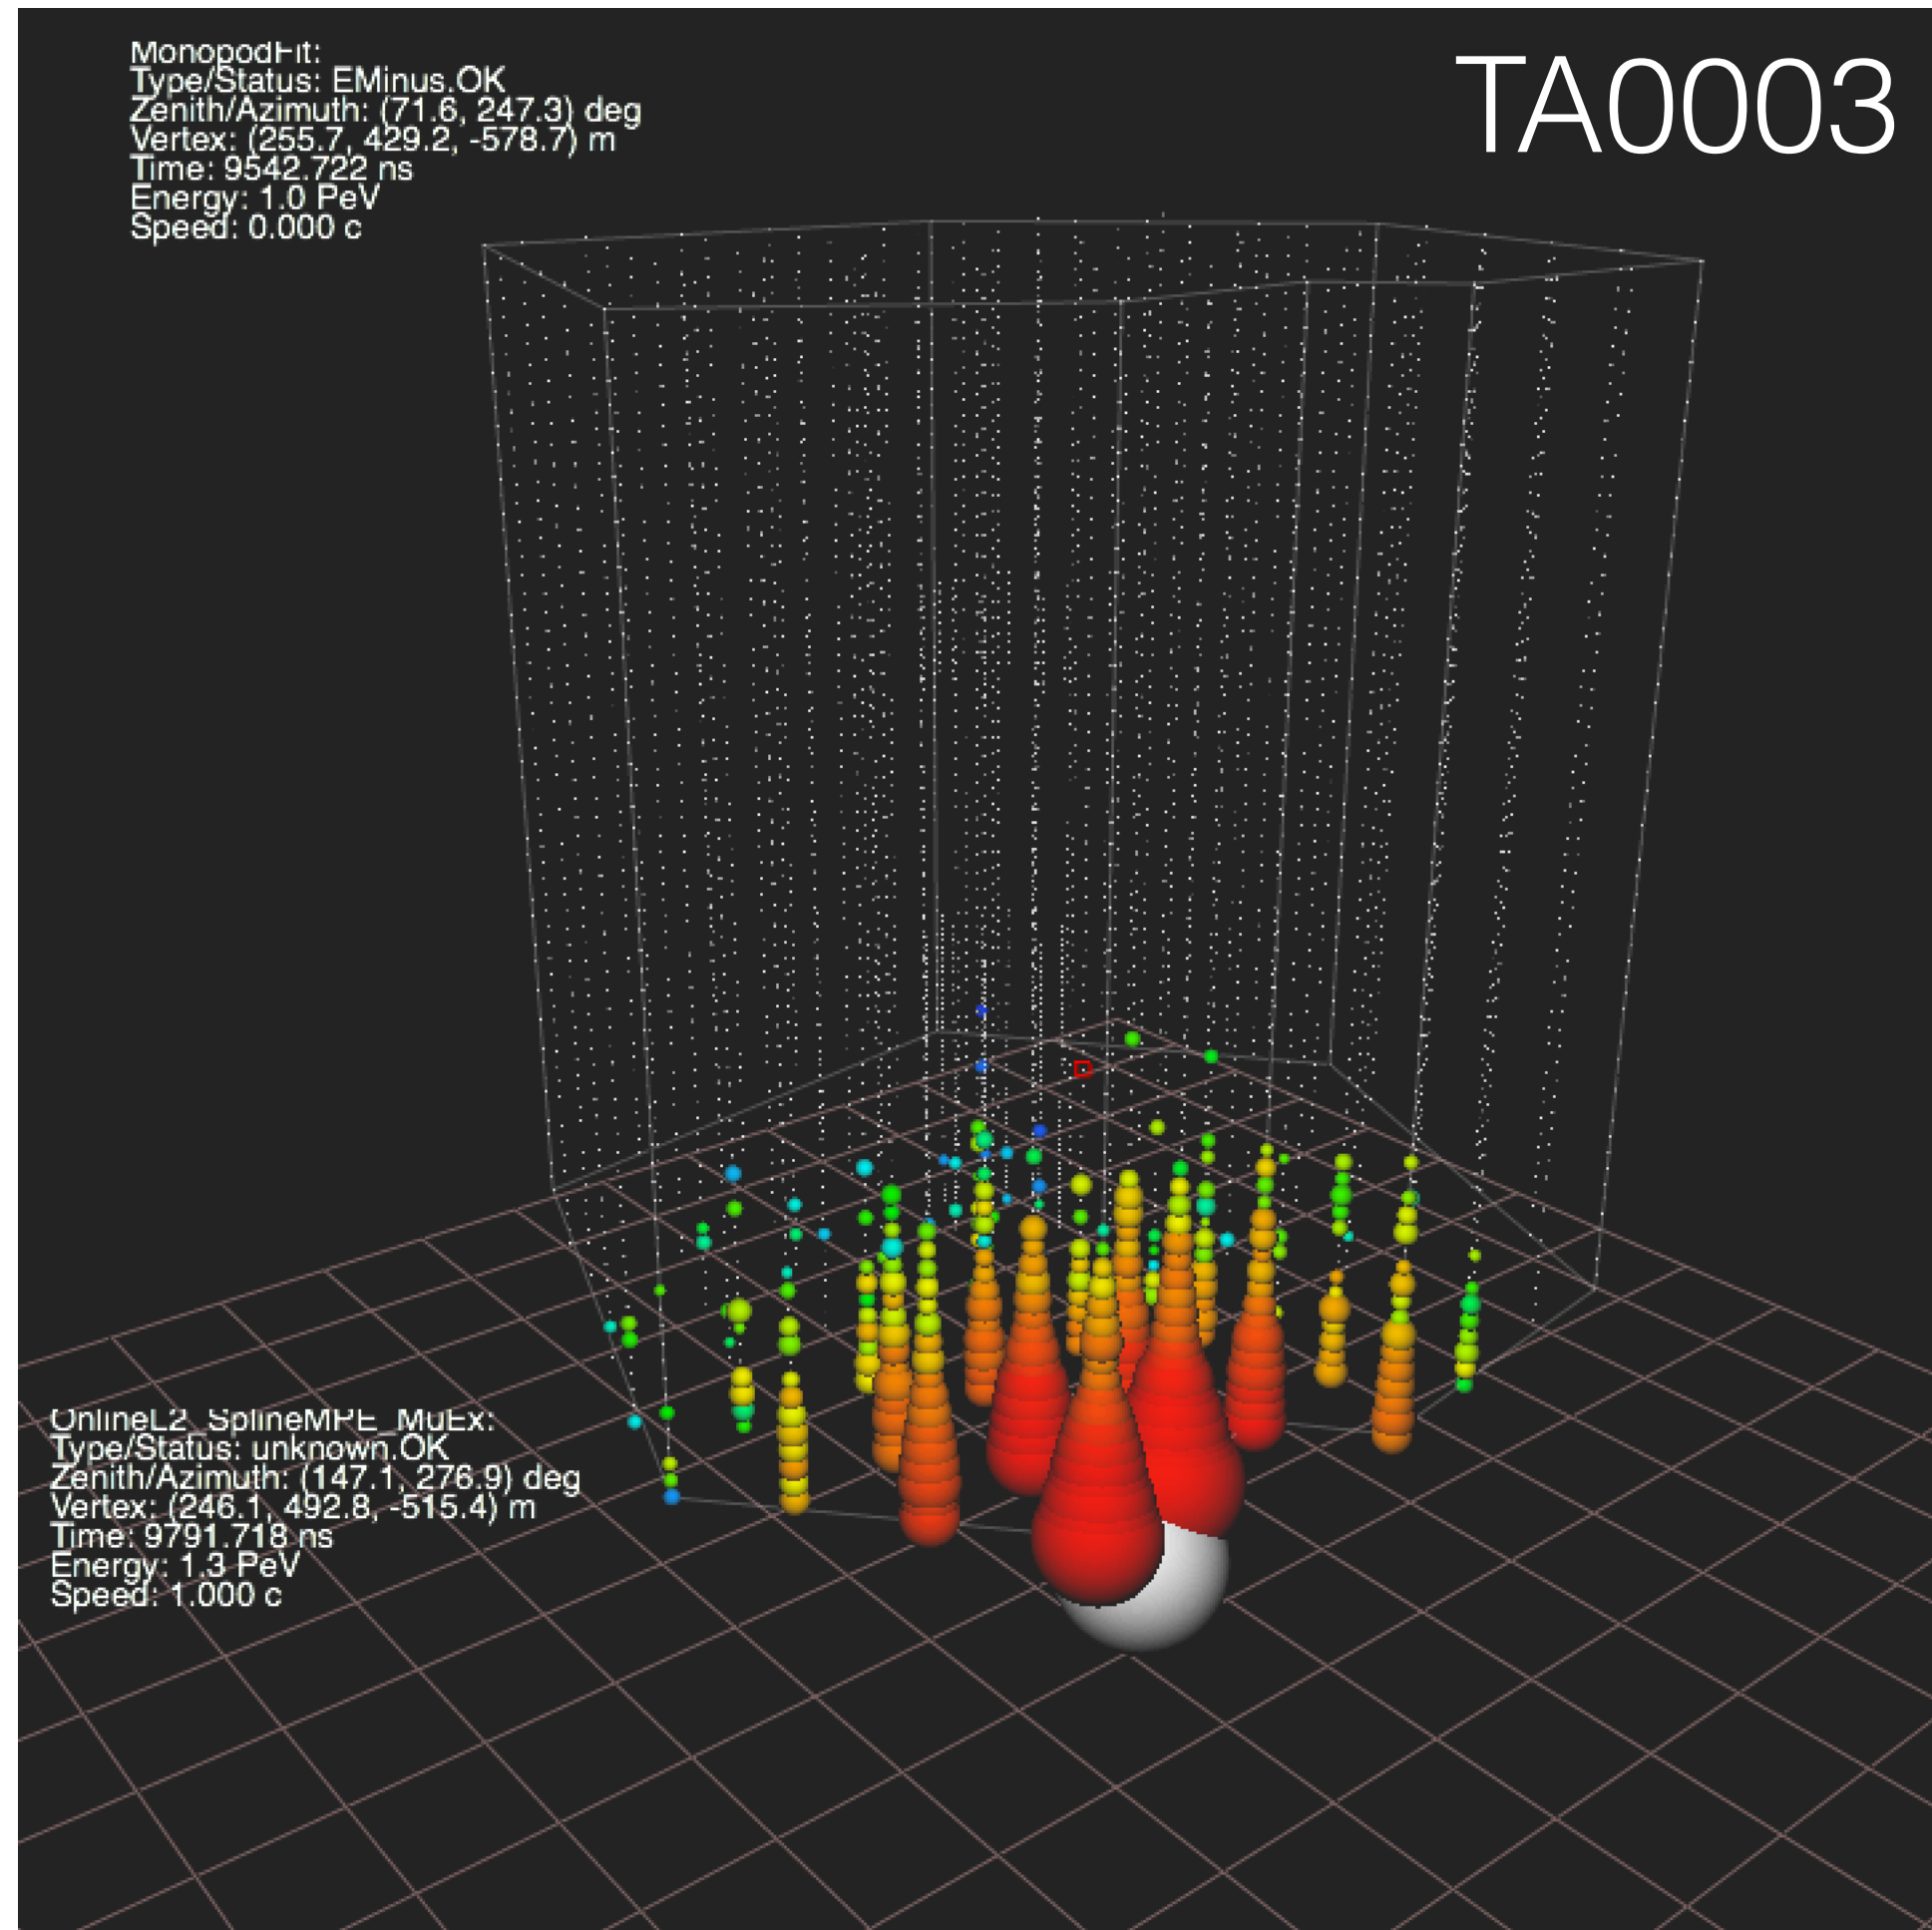 MonopodFit:
Type/Status: EMinus.OK
Zenith/Azimuth: (71.6, 247.3) deg
Vertex: (255.7, 429.2, -578.7) m
Time: 9542.722 ns
Energy: 1.0 PeV
Speed: 0.000 c
TA0003
OnlineL2_SplineMPE_MuEx:
Type/Status: unknown.OK
Zenith/Azimuth: (147.1, 276.9) deg
Vertex: (246.1, 492.8, -515.4) m
Time: 9791.718 ns
Energy: 1.3 PeV
Speed: 1.000 c